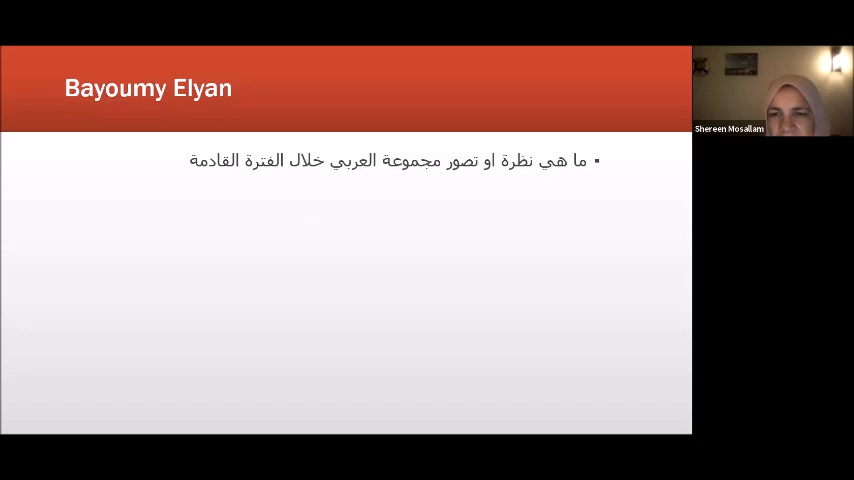 Bayoumy Elyan
▪ ما هي نظرة او تصور مجموعة العربي خلال الفترة القادمة
Shereen Mosallam